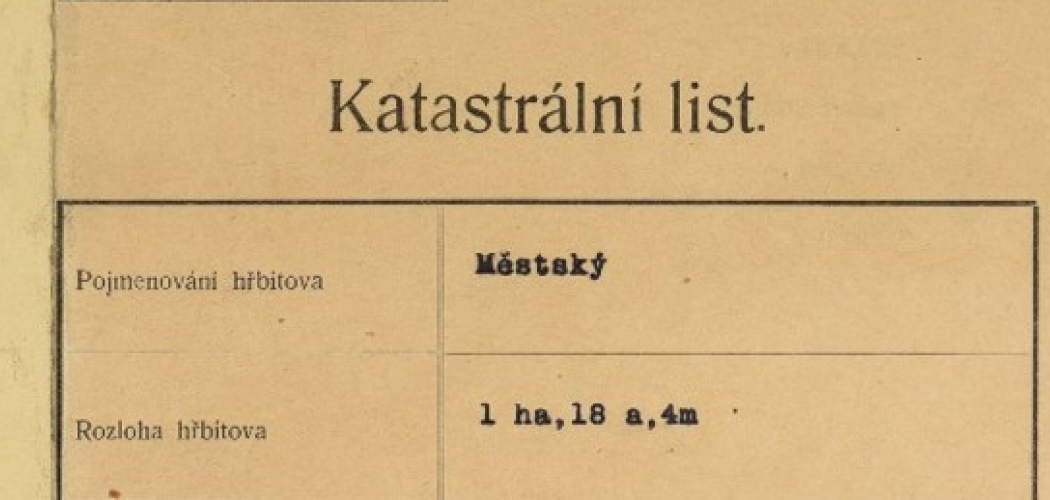 Katastrální list.
Pojmenování hřbitova
Městský
Rozloha hřbitova
1 ha,18 a,4m